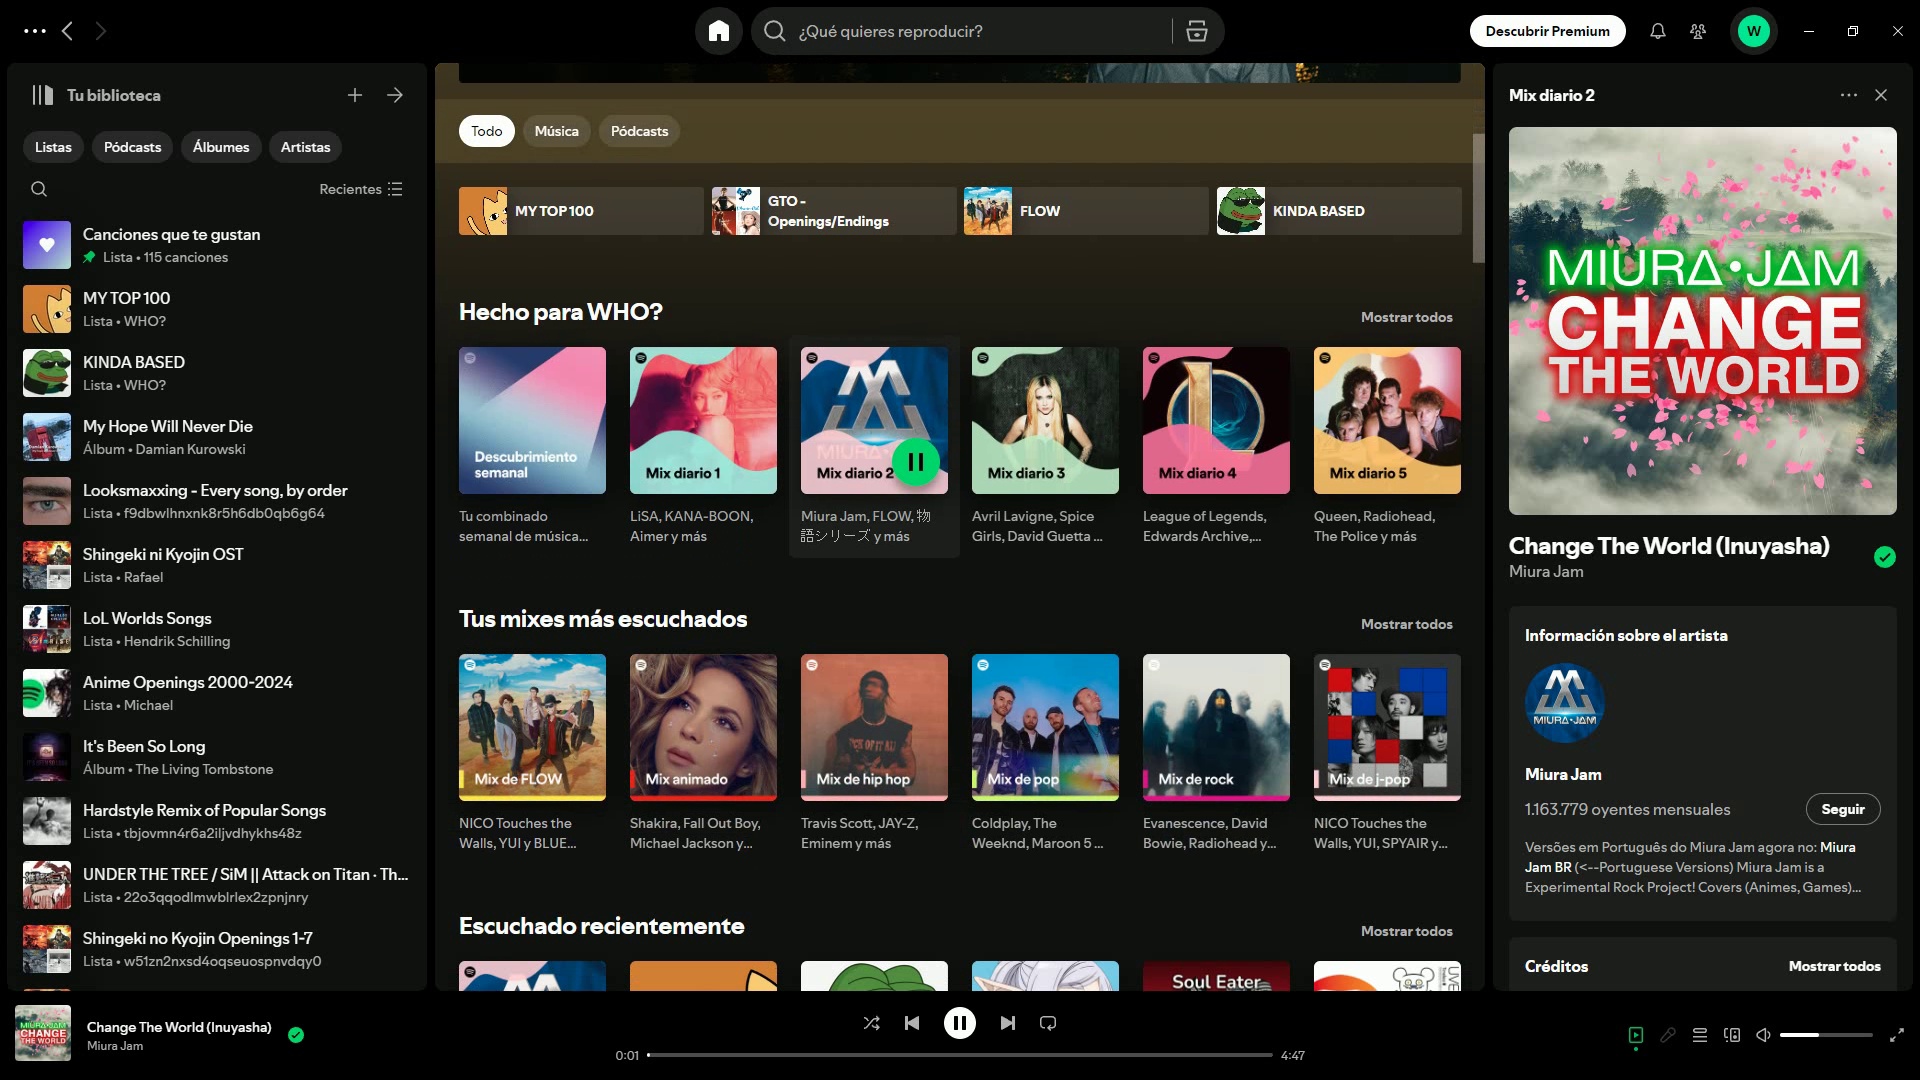 ¿Qué quieres reproducir?
Descubrir Premium
W
Tu biblioteca
Listas
Pódcasts
Álbumes
Artistas
Recientes
Canciones que te gustan
Lista • 115 canciones
MY TOP 100
Lista • WHO?
KINDA BASED
Lista • WHO?
My Hope Will Never Die
Álbum • Damian Kurowski
Looksmaxxing - Every song, by order
Lista • f9dbwlhnxnk8r5h6db0qb6g64
Shingeki ni Kyojin OST
Lista • Rafael
LoL Worlds Songs
Lista • Hendrik Schilling
Anime Openings 2000-2024
Lista • Michael
It's Been So Long
Álbum • The Living Tombstone
Hardstyle Remix of Popular Songs
Lista • tbjovmn4r6a2iljvdhykhs48z
UNDER THE TREE / SiM || Attack on Titan · Th...
Lista • 22o3qqodlmwblrlex2zpnjnry
Shingeki no Kyojin Openings 1-7
Lista • w51zn2nxsd4oqseuospnvdqy0
Todo
Música
Pódcasts
MY TOP 100
GTO -
Openings/Endings
FLOW
KINDA BASED
Hecho para WHO?
Mostrar todos
Descubrimiento
semanal
Mix diario 1
MIURA·JAM
Mix diario 2
Mix diario 3
Mix diario 4
Mix diario 5
Tu combinado
semanal de música...
LiSA, KANA-BOON,
Aimer y más
Miura Jam, FLOW, 物
語シリーズ y más
Avril Lavigne, Spice
Girls, David Guetta ...
League of Legends,
Edwards Archive,...
Queen, Radiohead,
The Police y más
Tus mixes más escuchados
Mostrar todos
Mix de FLOW
Mix animado
Mix de hip hop
Mix de pop
Mix de rock
Mix de j-pop
NICO Touches the
Walls, YUI y BLUE...
Shakira, Fall Out Boy,
Michael Jackson y...
Travis Scott, JAY-Z,
Eminem y más
Coldplay, The
Weeknd, Maroon 5 ...
Evanescence, David
Bowie, Radiohead y...
NICO Touches the
Walls, YUI, SPYAIR y...
Escuchado recientemente
Mostrar todos
Soul Eater
Mix diario 2
MIURA·JAM
CHANGE
THE WORLD
Change The World (Inuyasha)
Miura Jam
Información sobre el artista
MIURA·JAM
Miura Jam
1.163.779 oyentes mensuales
Seguir
Versões em Português do Miura Jam agora no: Miura
Jam BR (<--Portuguese Versions) Miura Jam is a
Experimental Rock Project! Covers (Animes, Games)...
Créditos
Mostrar todos
MIURA·JAM
CHANGE
THE WORLD
Change The World (Inuyasha)
Miura Jam
0:01
4:47